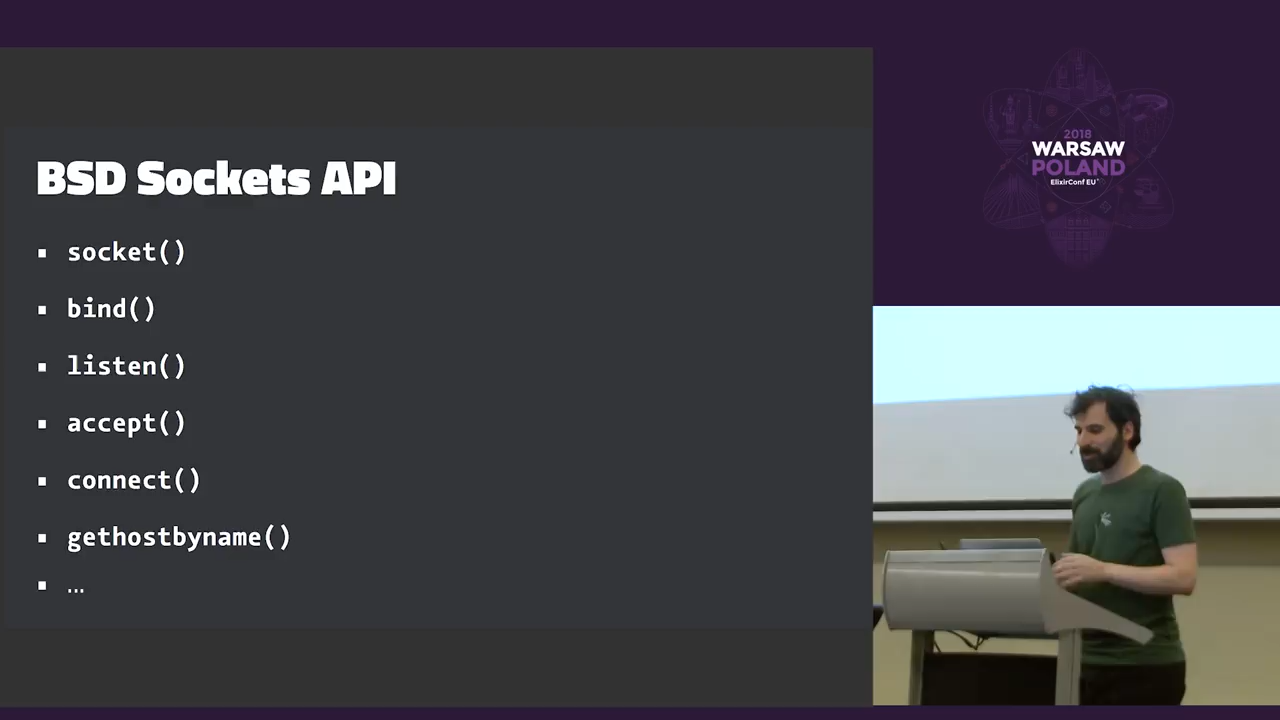 BSD Sockets API
▪ socket()
▪ bind()
▪ listen()
▪ accept()
▪ connect()
▪ gethostbyname()
▪ ...
2018
WARSAW
POLAND
ElixirConf EU